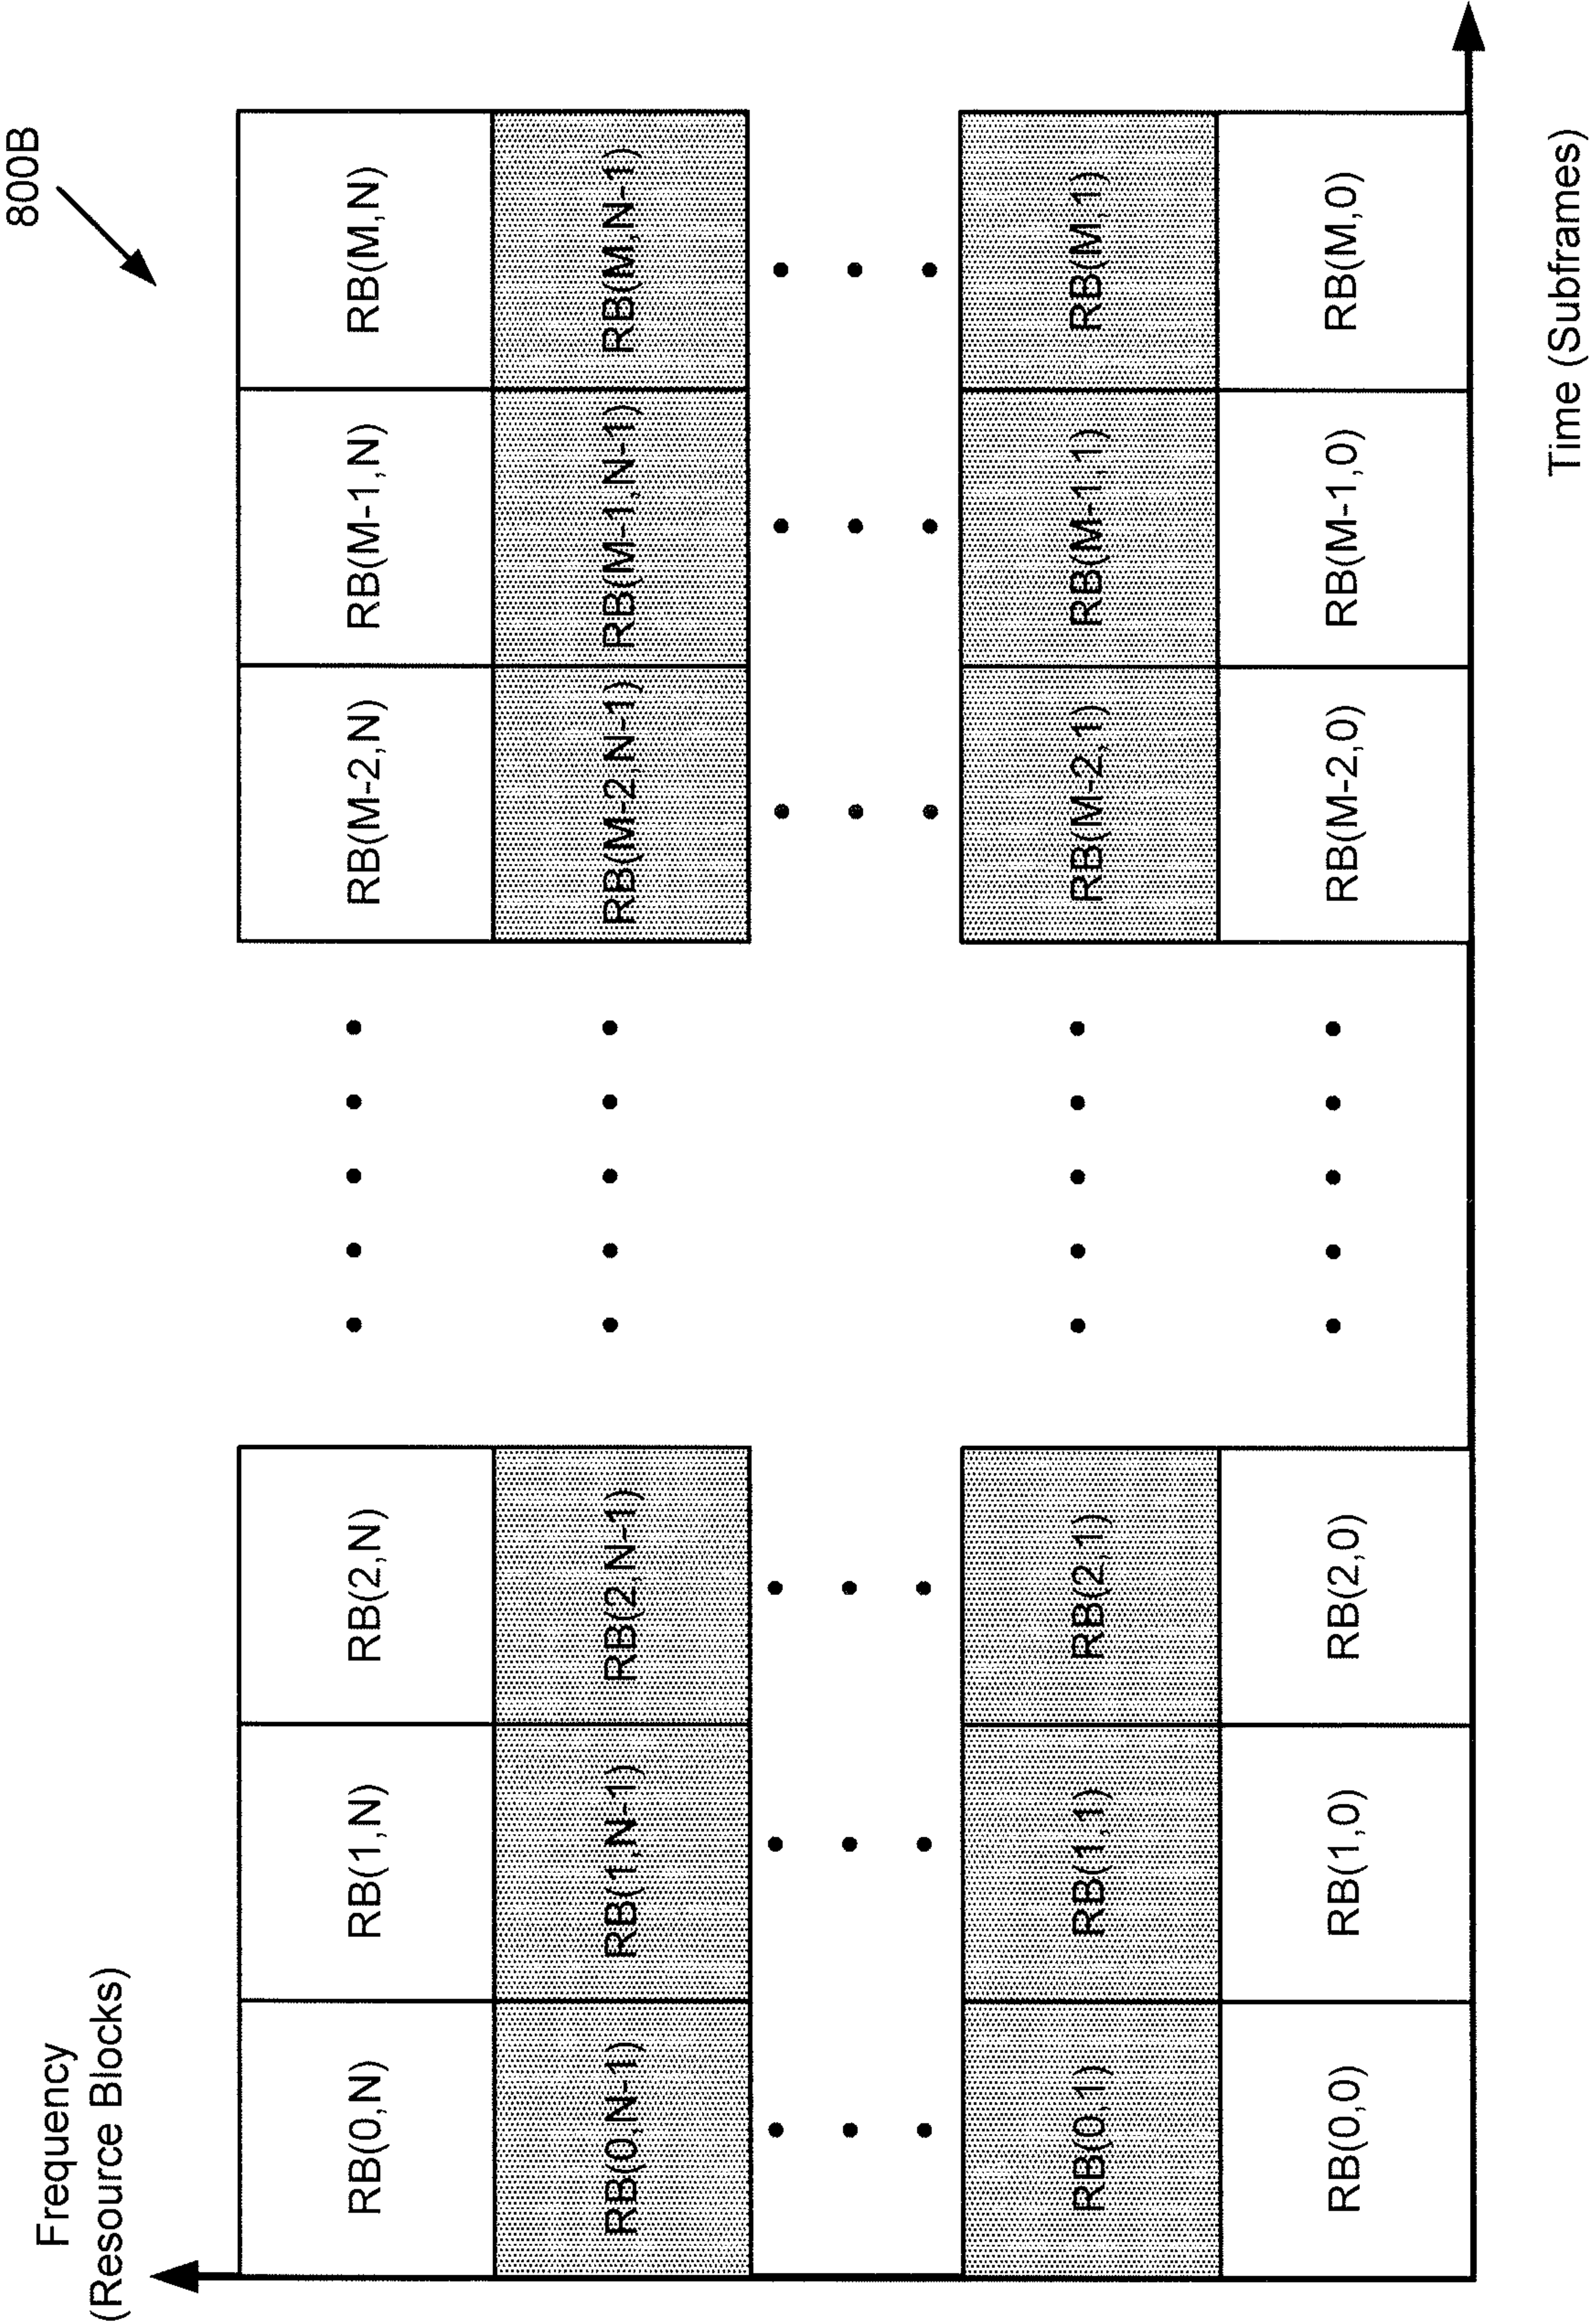 800B
Frequency
(Resource Blocks)
RB(0,N)
RB(1,N)
RB(2,N)
RB(M-2,N)
RB(M-1,N)
RB(M,N)
RB(0,N-1)
RB(1,N-1)
RB(2,N-1)
RB(M-2,N-1)
RB(M-1,N-1)
RB(M,N-1)
RB(0,1)
RB(1,1)
RB(2,1)
RB(M-2,1)
RB(M-1,1)
RB(M,1)
RB(0,0)
RB(1,0)
RB(2,0)
RB(M-2,0)
RB(M-1,0)
RB(M,0)
Time (Subframes)